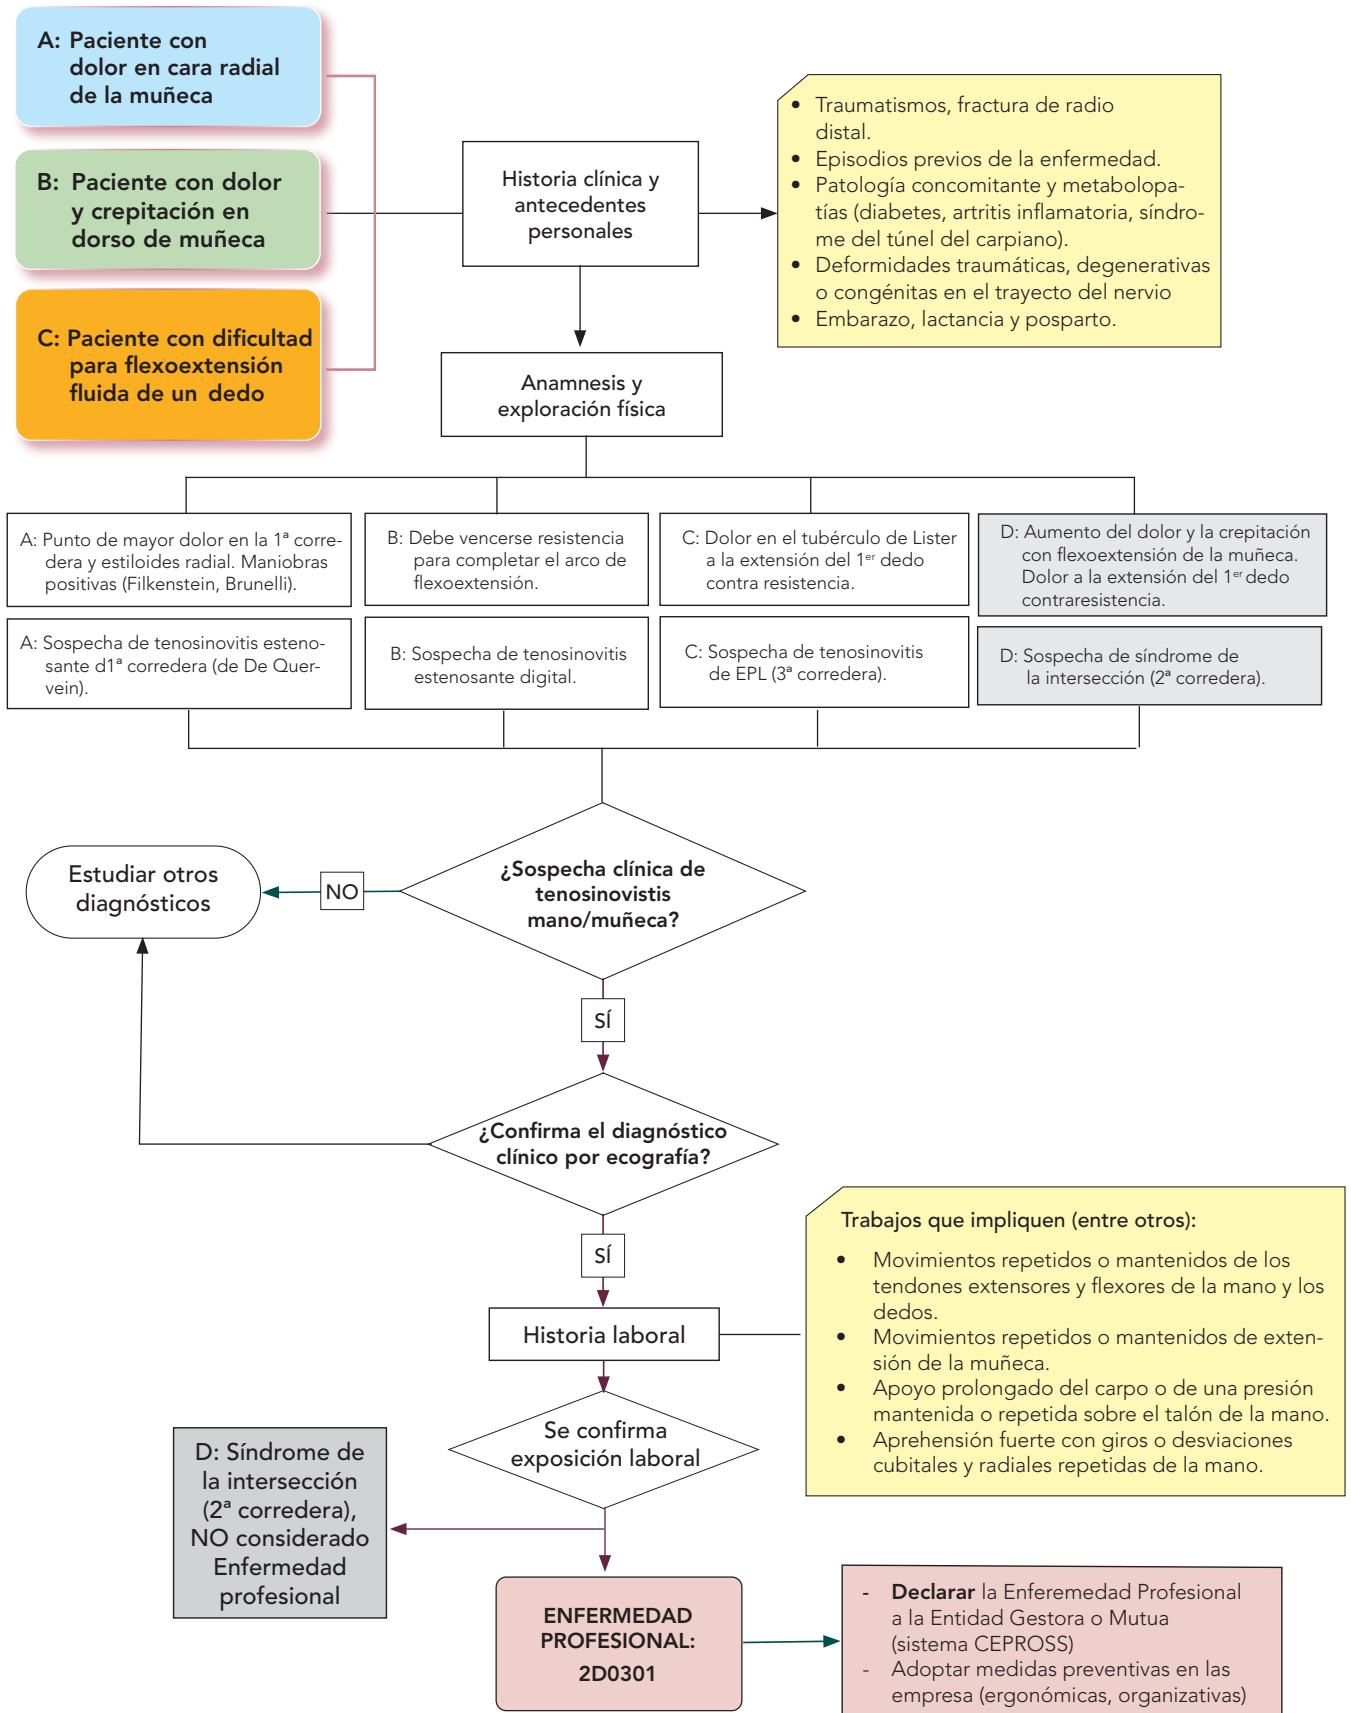 A: Paciente con
dolor en cara radial
de la muñeca
B: Paciente con dolor
y crepitación en
dorso de muñeca
C: Paciente con dificultad
para flexoextensión
fluida de un dedo
Historia clínica y
antecedentes
personales
• Traumatismos, fractura de radio
distal.
• Episodios previos de la enfermedad.
• Patología concomitante y metabolopa-
tías (diabetes, artritis inflamatoria, síndro-
me del túnel del carpiano).
• Deformidades traumáticas, degenerativas
o congénitas en el trayecto del nervio
• Embarazo, lactancia y posparto.
Anamnesis y
exploración física
A: Punto de mayor dolor en la 1ª corre-
dera y estiloides radial. Maniobras
positivas (Filkenstein, Brunelli).
B: Debe vencerse resistencia
para completar el arco de
flexoextensión.
C: Dolor en el tubérculo de Lister
a la extensión del 1er dedo
contra resistencia.
D: Aumento del dolor y la crepitación
con flexoextensión de la muñeca.
Dolor a la extensión del 1er dedo
contraresistencia.
A: Sospecha de tenosinovitis esteno-
sante d1ª corredera (de De Quer-
vein).
B: Sospecha de tenosinovitis
estenosante digital.
C: Sospecha de tenosinovitis
de EPL (3ª corredera).
D: Sospecha de síndrome de
la intersección (2ª corredera).
¿Sospecha clínica de
tenosinovistis
mano/muñeca?
NO
Estudiar otros
diagnósticos
SÍ
¿Confirma el diagnóstico
clínico por ecografía?
SÍ
Historia laboral
Trabajos que impliquen (entre otros):
• Movimientos repetidos o mantenidos de los
tendones extensores y flexores de la mano y los
dedos.
• Movimientos repetidos o mantenidos de exten-
sión de la muñeca.
• Apoyo prolongado del carpo o de una presión
mantenida o repetida sobre el talón de la mano.
• Aprehensión fuerte con giros o desviaciones
cubitales y radiales repetidas de la mano.
Se confirma
exposición laboral
D: Síndrome de
la intersección
(2ª corredera),
NO considerado
Enfermedad
profesional
ENFERMEDAD
PROFESIONAL:
2D0301
- Declarar la Enferemedad Profesional
a la Entidad Gestora o Mutua
(sistema CEPROSS)
- Adoptar medidas preventivas en las
empresa (ergonómicas, organizativas)